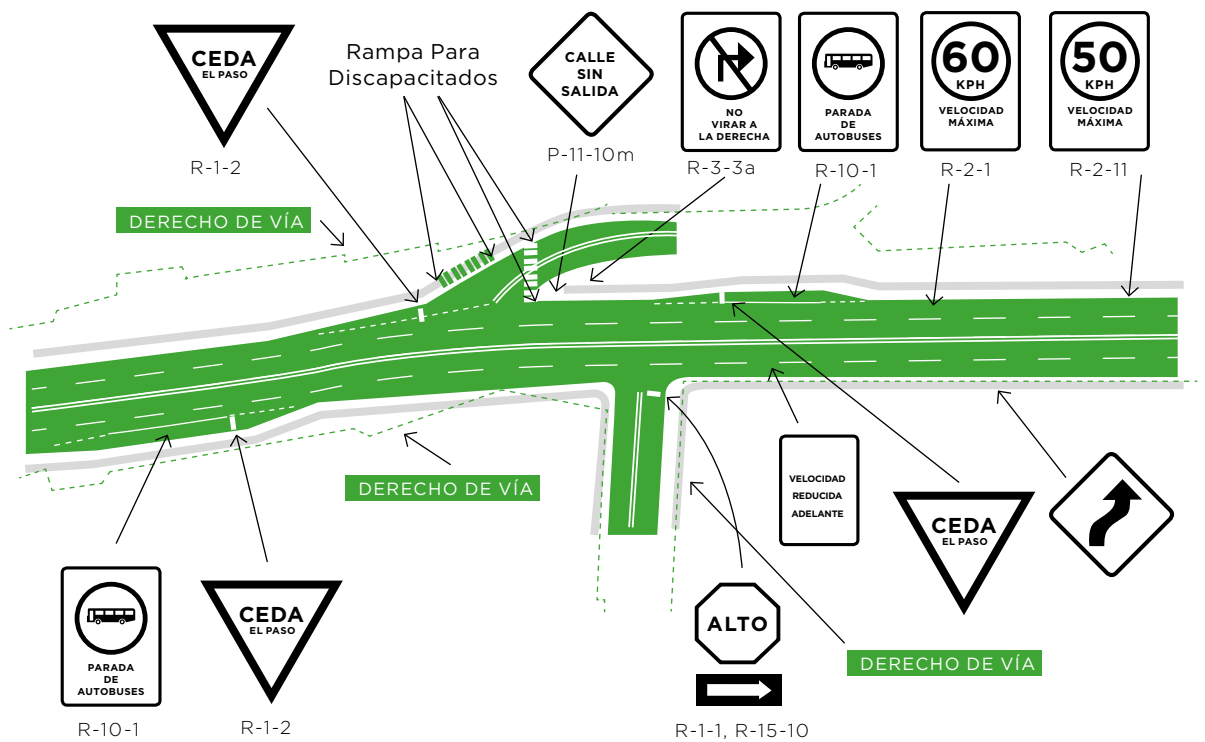 CEDA
EL PASO
R-1-2
Rampa Para
Discapacitados
CALLE
SIN
SALIDA
P-11-10m
NO
VIRAR A
LA DERECHA
R-3-3a
PARADA
DE
AUTOBUSES
R-10-1
60
KPH
VELOCIDAD
MÁXIMA
R-2-1
50
KPH
VELOCIDAD
MÁXIMA
R-2-11
DERECHO DE VÍA
DERECHO DE VÍA
VELOCIDAD
REDUCIDA
ADELANTE
CEDA
EL PASO
PARADA
DE
AUTOBUSES
R-10-1
CEDA
EL PASO
R-1-2
ALTO
R-1-1, R-15-10
DERECHO DE VÍA